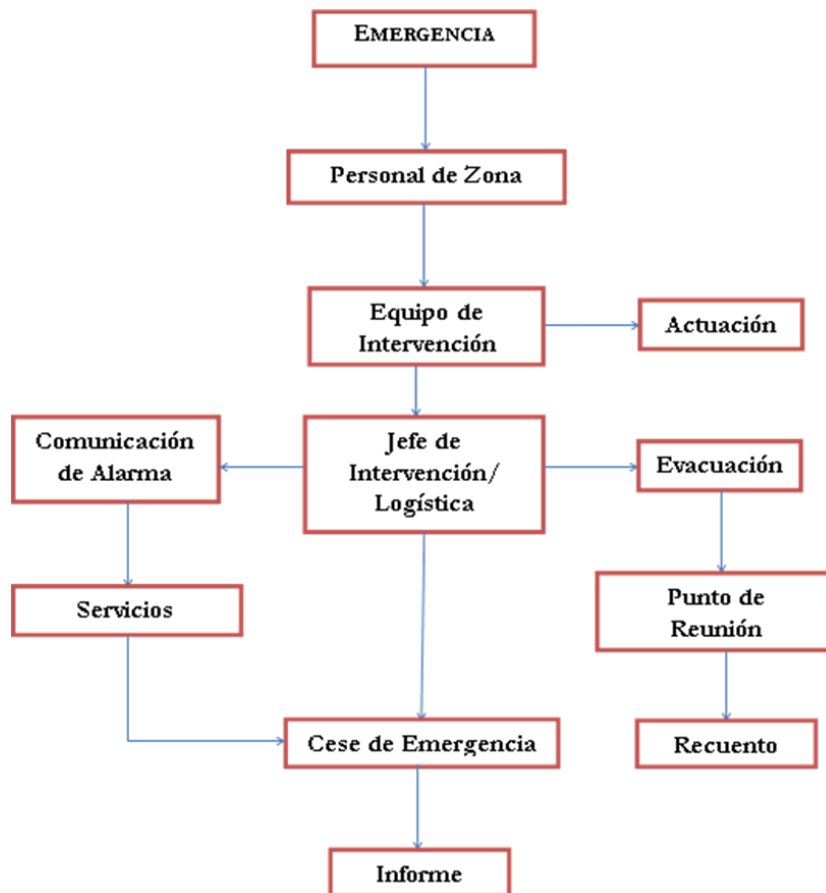 EMERGENCIA
Personal de Zona
Equipo de
Intervención
Actuación
Comunicación
de Alarma
Jefe de
Intervención/
Logística
Evacuación
Servicios
Punto de
Reunión
Cese de Emergencia
Recuento
Informe